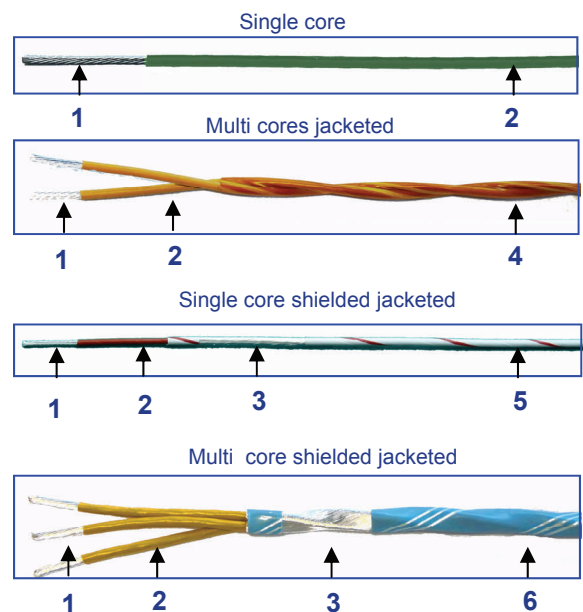 Single core
1 2
Multi cores jacketed
1 2 4
Single core shielded jacketed
1 2 3 5
Multi core shielded jacketed
1 2 3 6